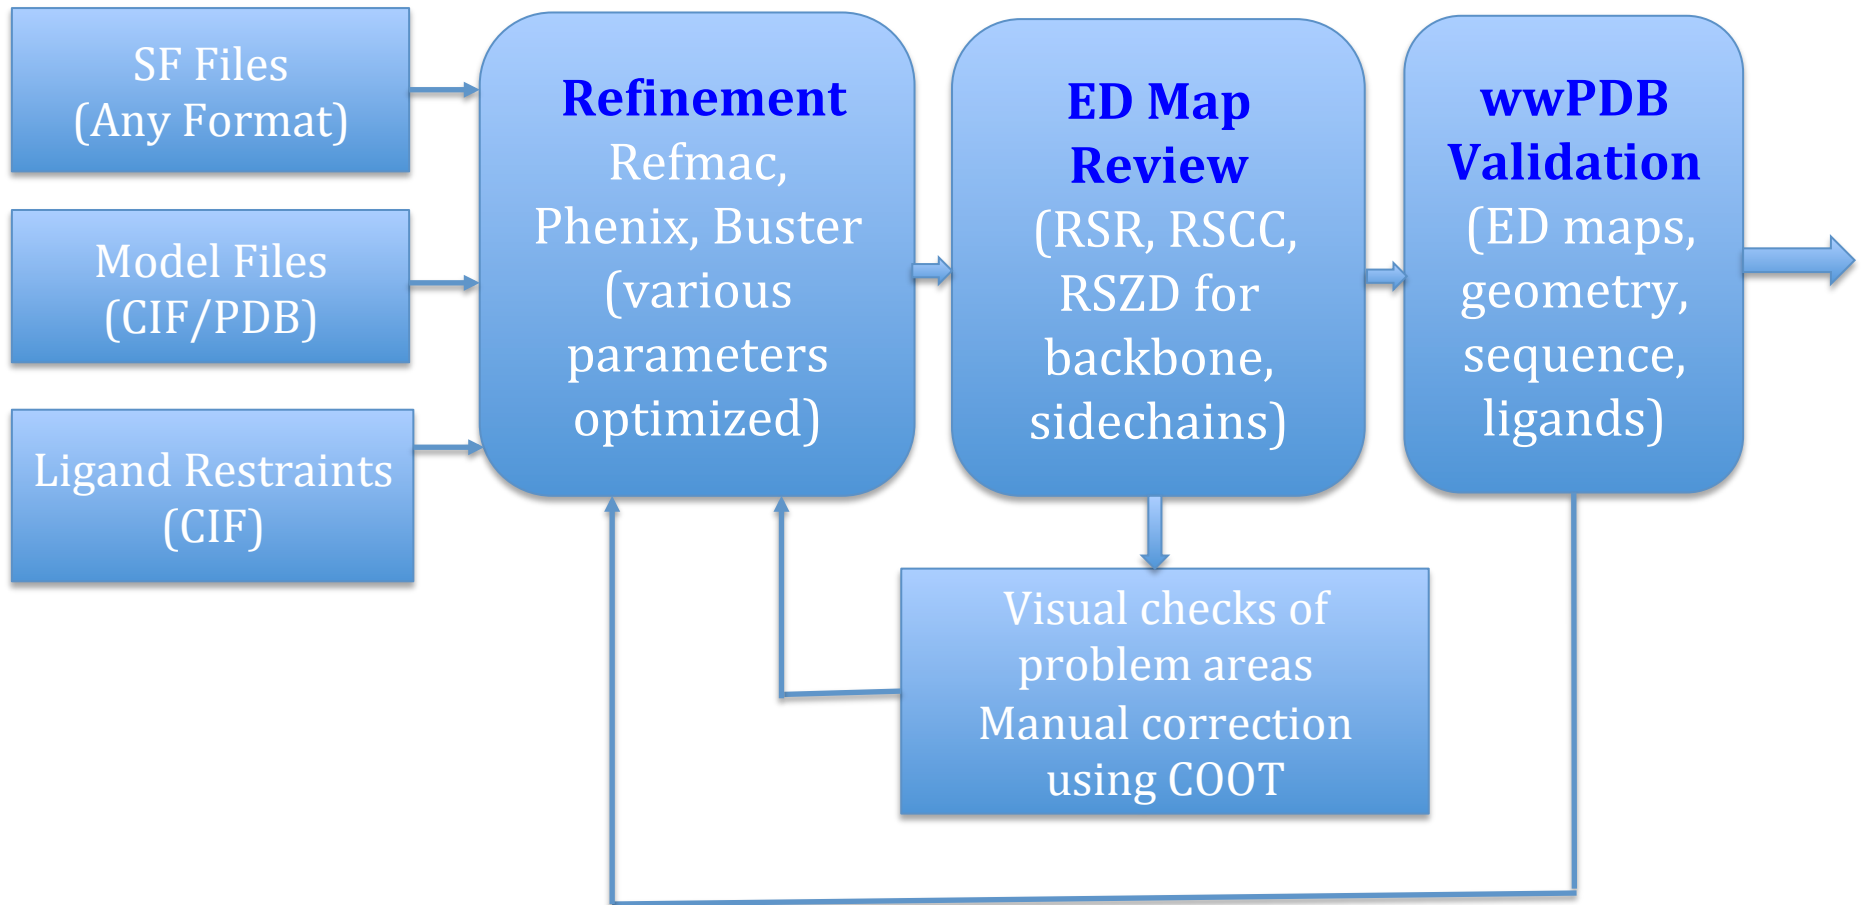 SF Files
(Any Format)
Model Files
(CIF/PDB)
Ligand Restraints
(CIF)
Refinement
Refmac,
Phenix, Buster
(various
parameters
optimized)
ED Map
Review
(RSR, RSCC,
RSZD for
backbone,
sidechains)
wwPDB
Validation
(ED maps,
geometry,
sequence,
ligands)
Visual checks of
problem areas
Manual correction
using COOT